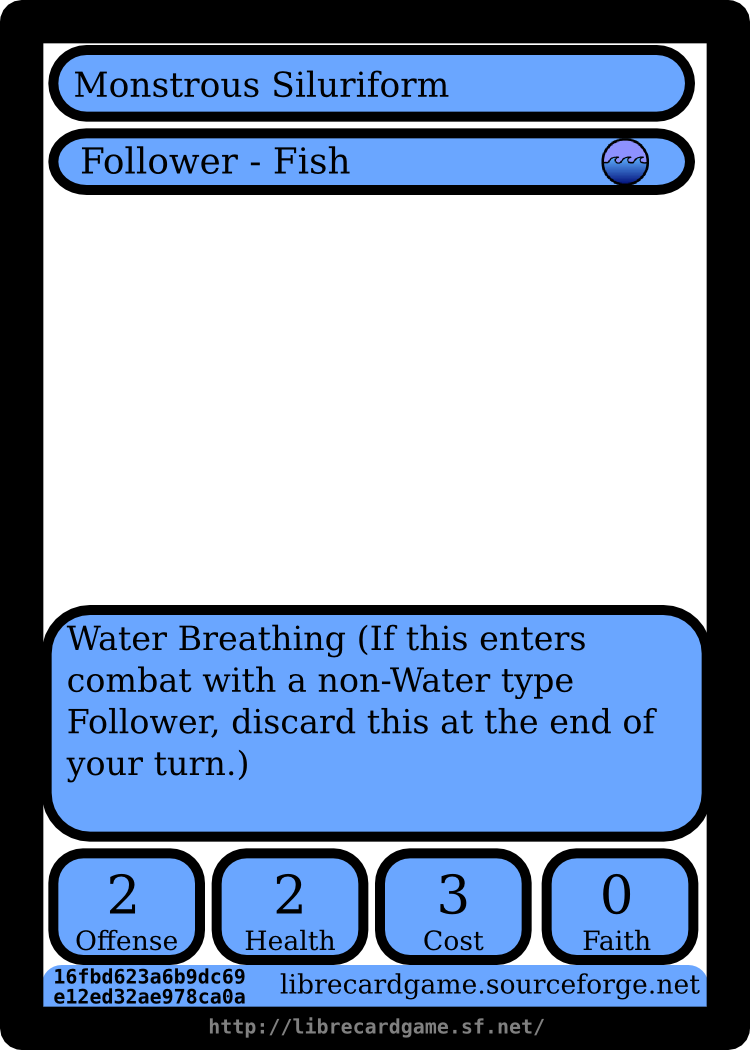 Monstrous Siluriform
Follower - Fish
Water Breathing (If this enters
combat with a non-Water type
Follower, discard this at the end of
your turn.)
2 2 3 0
Offense Health Cost Faith
16fbd623a6b9dc69
e12ed32ae978ca0a
librecardgame.sourceforge.net
http://librecardgame.sf.net/